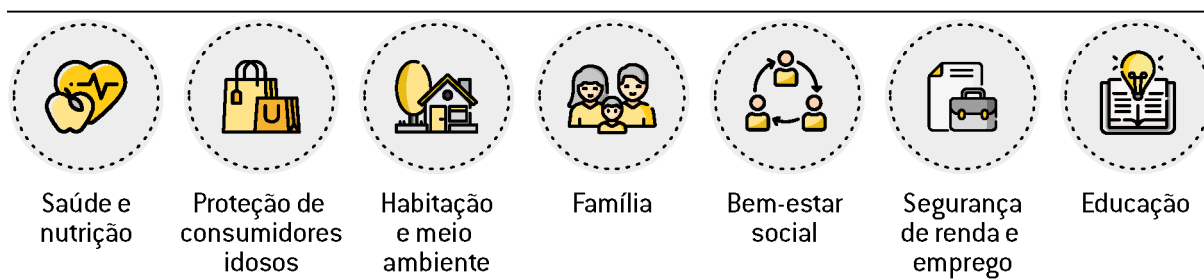 Saúde e
nutrição
Proteção de
consumidores
idosos
Habitação
e meio
ambiente
Família
Bem-estar
social
Segurança
de renda e
emprego
Educação